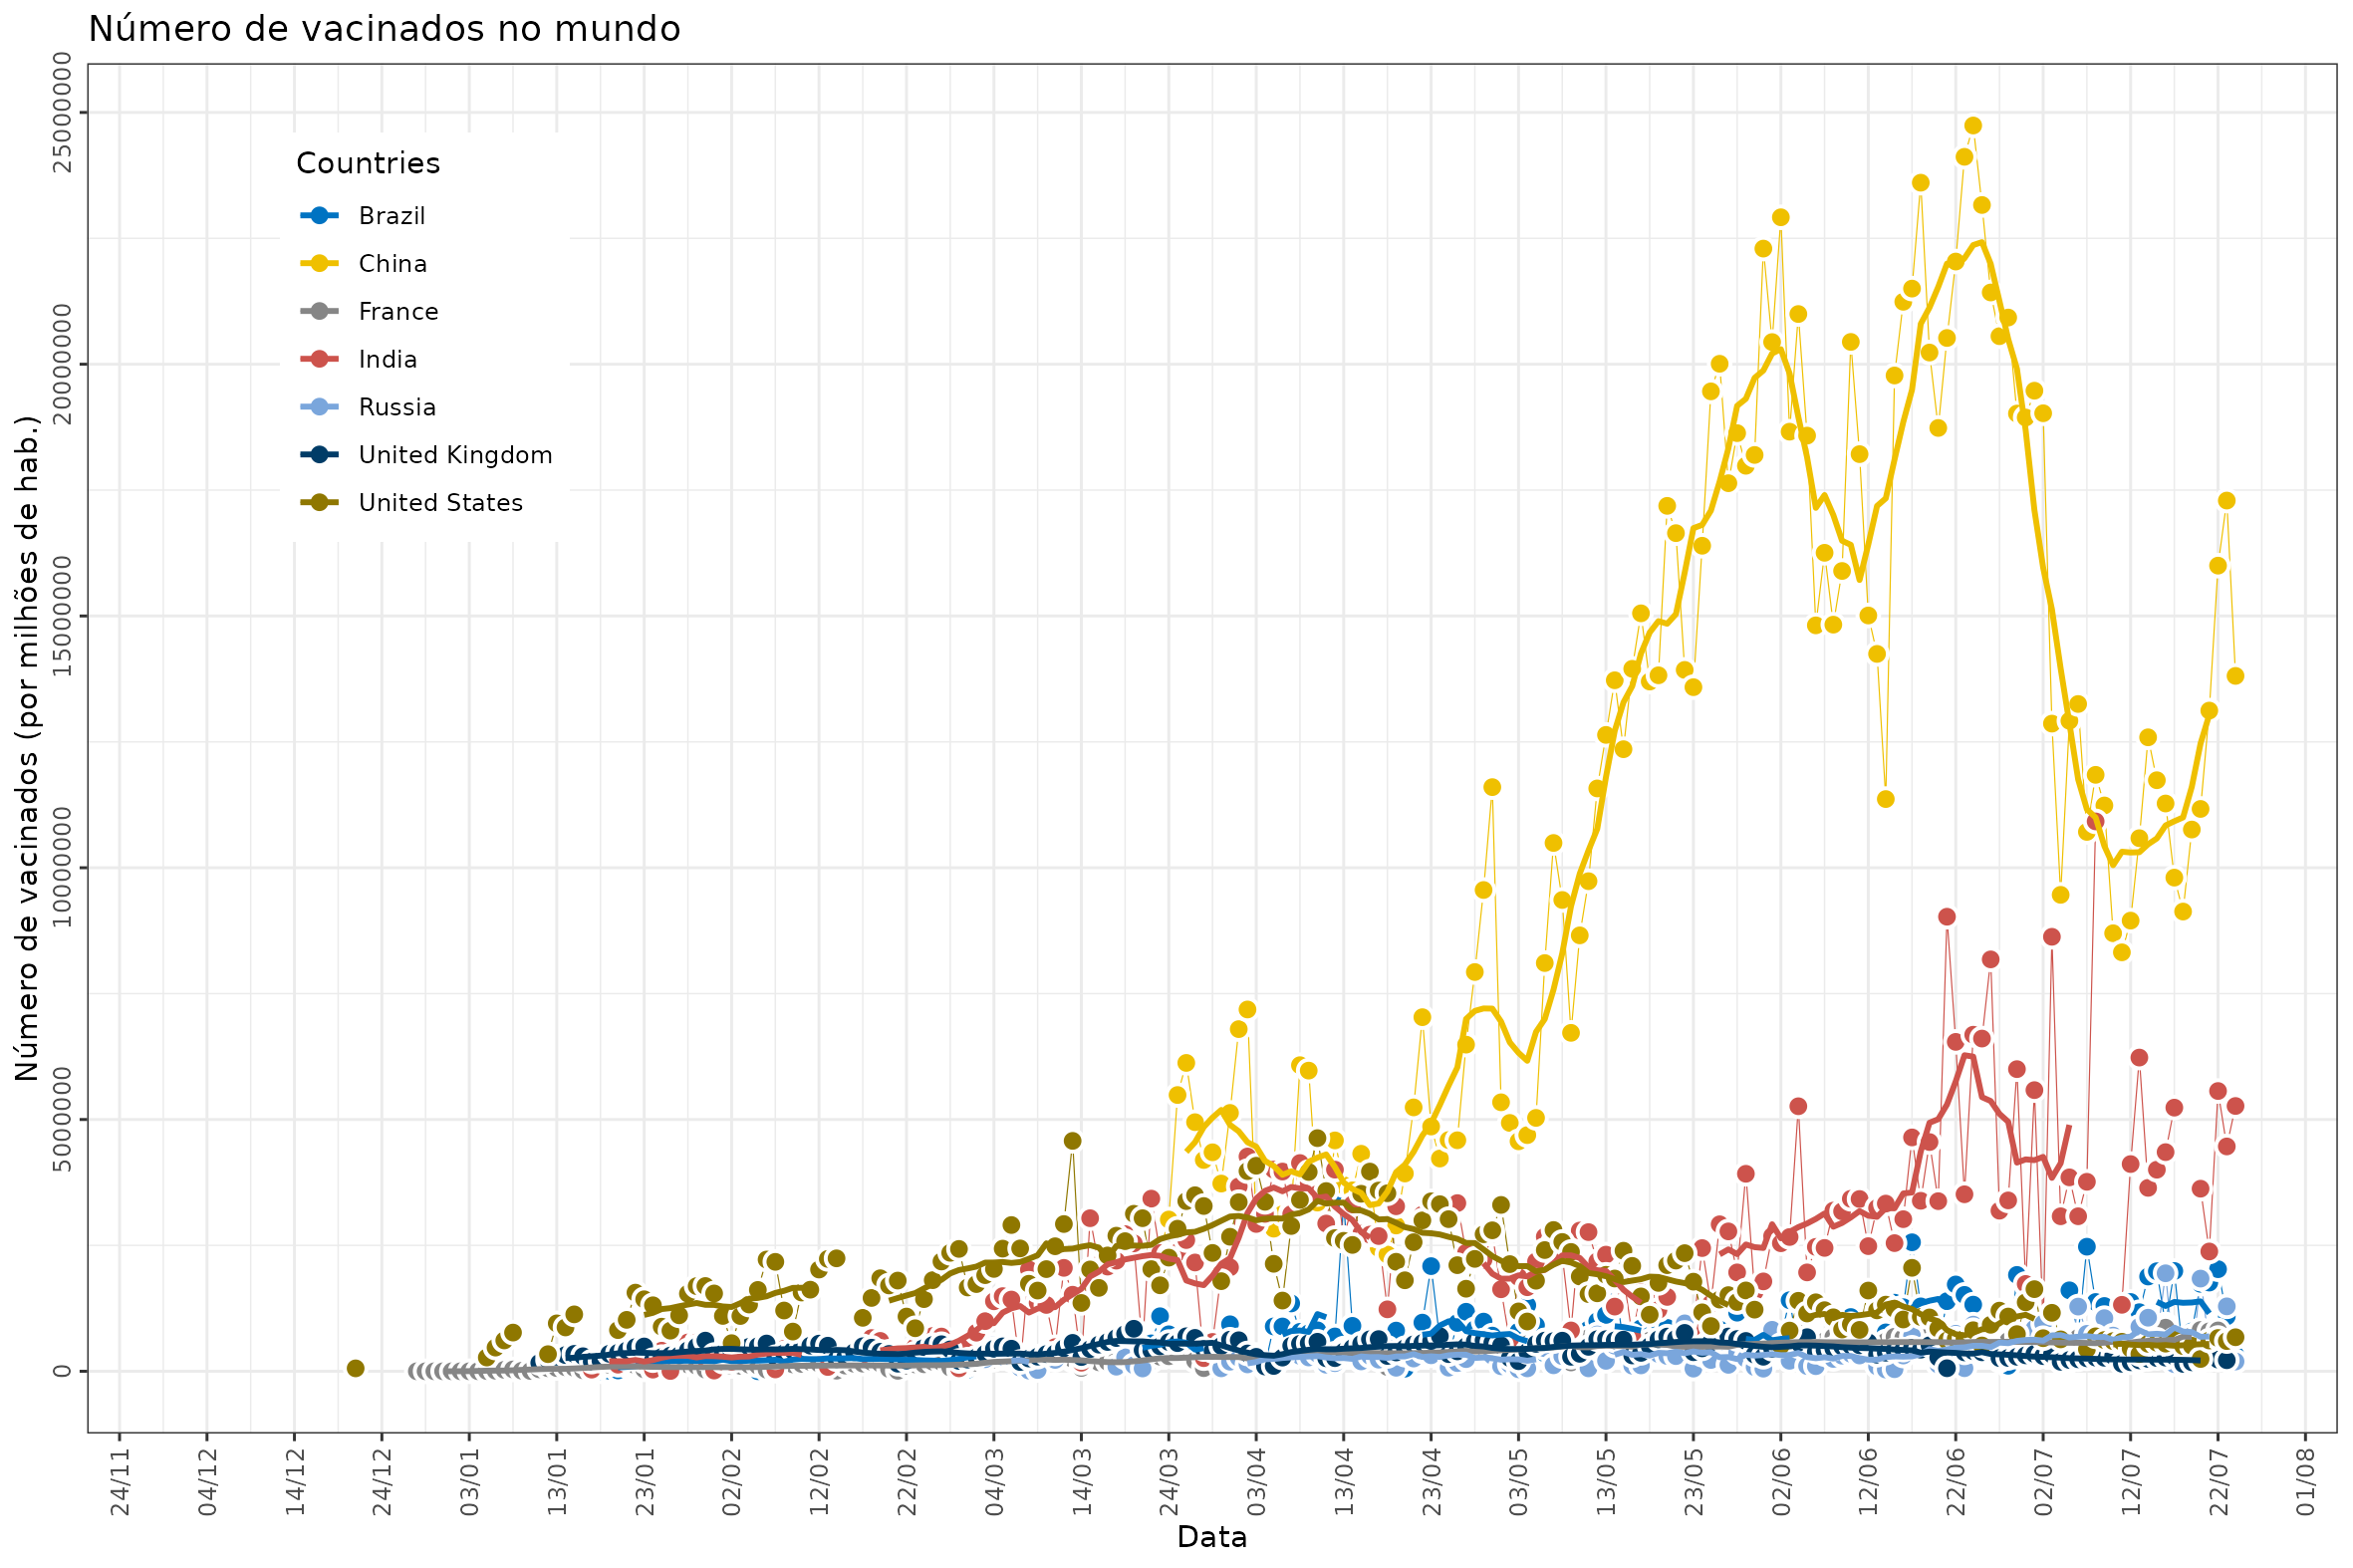 Número de vacinados no mundo
Número de vacinados (por milhões de hab.)
25000000
20000000
15000000
10000000
5000000
0
Countries
Brazil
China
France
India
Russia
United Kingdom
United States
24/11 04/12 14/12 24/12 03/01 13/01 23/01 02/02 12/02 22/02 04/03 14/03 24/03 03/04 13/04 23/04 03/05 13/05 23/05 02/06 12/06 22/06 02/07 12/07 22/07 01/08
Data